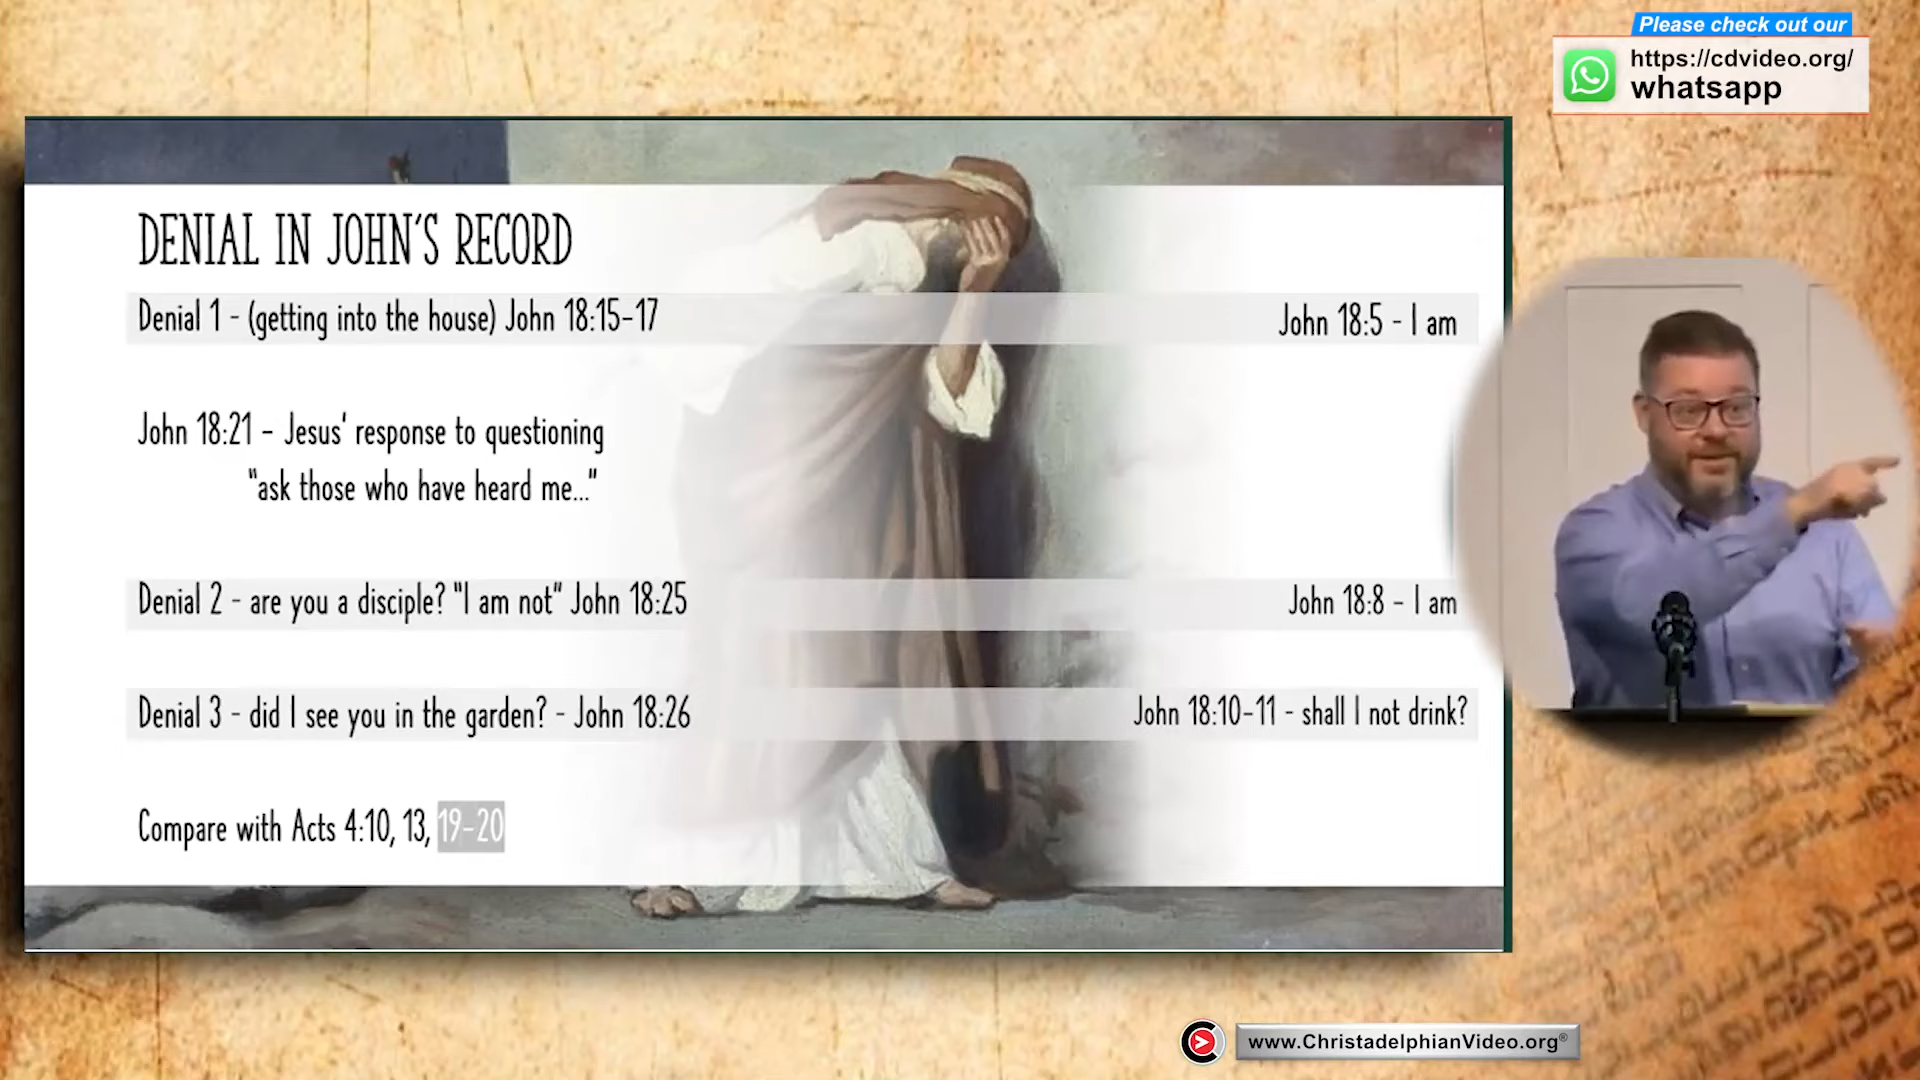 Please check out our
https://cdvideo.org/
whatsapp
DENIAL IN JOHN'S RECORD
Denial 1 - (getting into the house) John 18:15-17
John 18:5 - I am
John 18:21 - Jesus' response to questioning
"ask those who have heard me..."
Denial 2 - are you a disciple? "I am not" John 18:25
John 18:8 - I am
Denial 3 - did I see you in the garden? - John 18:26
John 18:10-11 - shall I not drink?
Compare with Acts 4:10, 13, 19-20
www.ChristadelphianVideo.org®